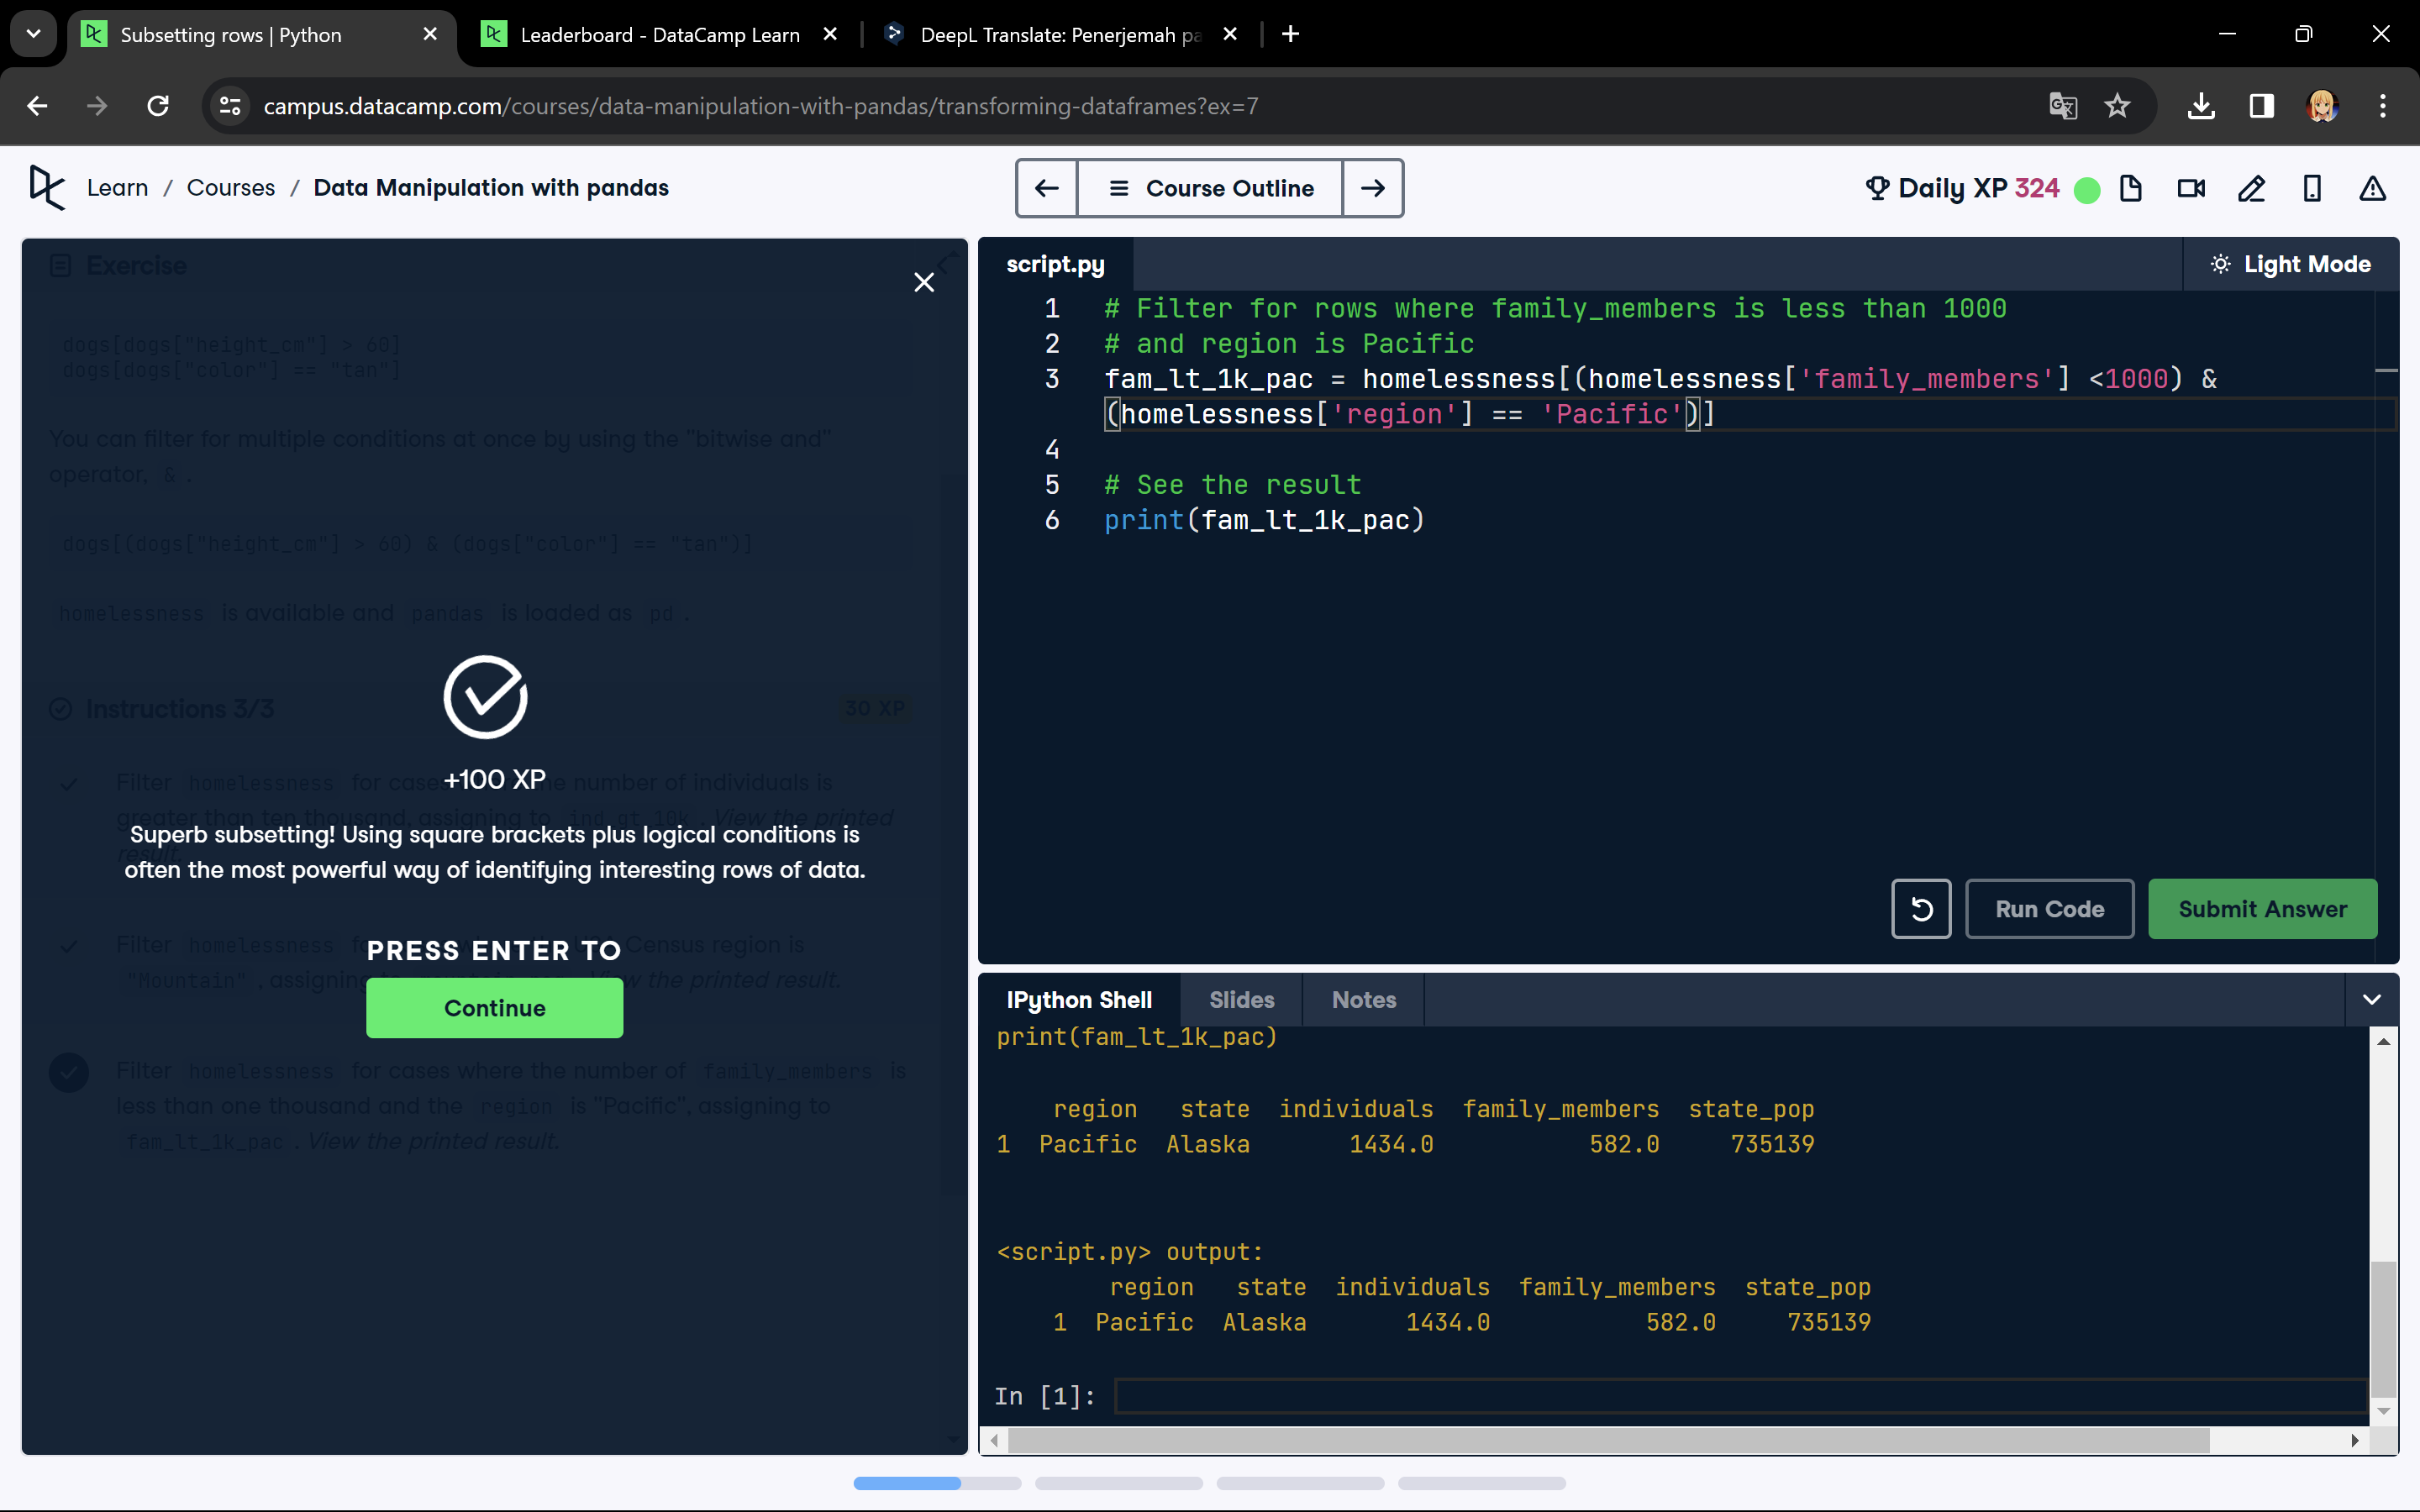 Subsetting rows | Python
Leaderboard - DataCamp Learn
DeepL Translate: Penerjemah pa
campus.datacamp.com/courses/data-manipulation-with-pandas/transforming-dataframes?ex=7
Learn / Courses / Data Manipulation with pandas
Course Outline
Daily XP 324
Exercise
dogs[dogs["height_cm"] > 60]
dogs[dogs["color"] == "tan"]
You can filter for multiple conditions at once by using the "bitwise and"
operator, & .
dogs[(dogs["height_cm"] > 60) & (dogs["color"] == "tan")]
homelessness is available and pandas is loaded as pd .
Instructions 3/3
30 XP
Filter homelessness for cases the number of individuals is
greater than ten thousand, assigning to ind_gt_10k . View the printed
result.
+100 XP
Superb subsetting! Using square brackets plus logical conditions is
often the most powerful way of identifying interesting rows of data.
Filter homelessness Census region is
"Mountain" , assigning View the printed result.
PRESS ENTER TO
Continue
Filter homelessness for cases where the number of family_members is
less than one thousand and the region is "Pacific", assigning to
fam_lt_1k_pac . View the printed result.
script.py
Light Mode
1 # Filter for rows where family_members is less than 1000
2 # and region is Pacific
3 fam_lt_1k_pac = homelessness[(homelessness['family_members'] <1000) &
(homelessness['region'] == 'Pacific')]
4
5 # See the result
6 print(fam_lt_1k_pac)
Run Code
Submit Answer
IPython Shell
Slides
Notes
print(fam_lt_1k_pac)
region state individuals family_members state_pop
1 Pacific Alaska 1434.0 582.0 735139
<script.py> output:
region state individuals family_members state_pop
1 Pacific Alaska 1434.0 582.0 735139
In [1]: